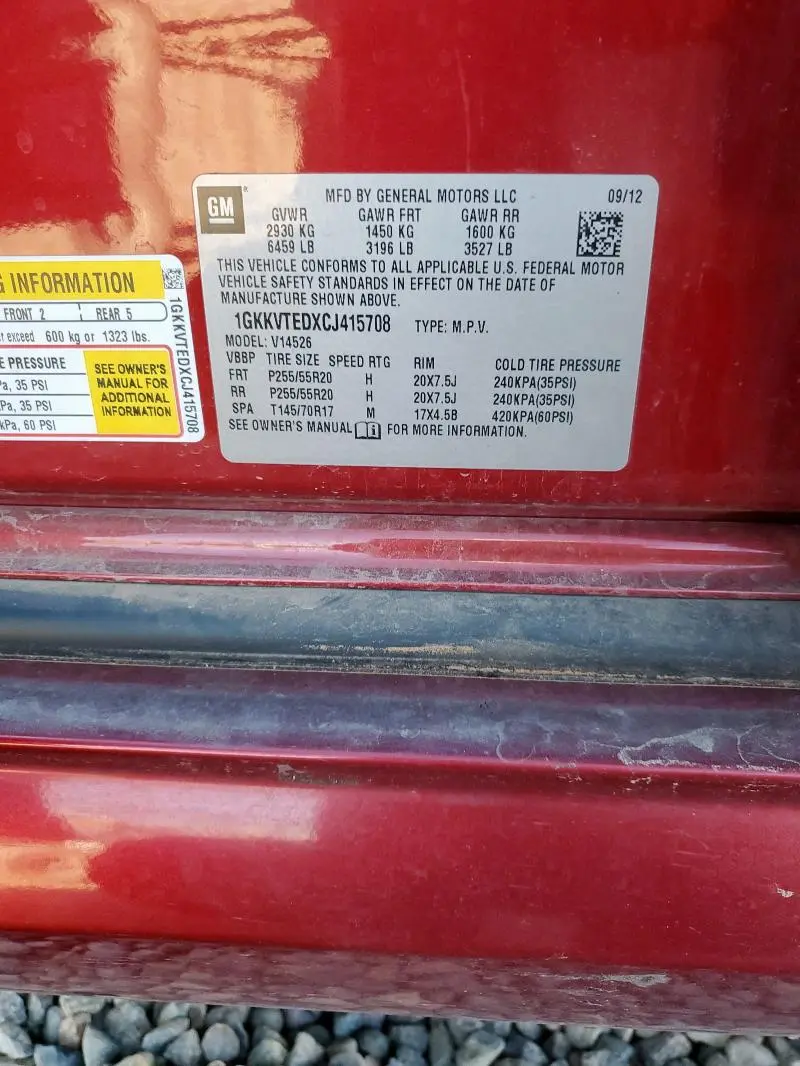 GM
MFD BY GENERAL MOTORS LLC 09/12
GVWR GAWR FRT GAWR RR
2930 KG 1450 KG 1600 KG
6459 LB 3196 LB 3527 LB
THIS VEHICLE CONFORMS TO ALL APPLICABLE U.S. FEDERAL MOTOR
VEHICLE SAFETY STANDARDS IN EFFECT ON THE DATE OF
MANUFACTURE SHOWN ABOVE.
1GKKVTEDXCJ415708 TYPE: M.P.V.
MODEL: V14526
VBBP TIRE SIZE SPEED RTG RIM COLD TIRE PRESSURE
FRT P255/55R20 H 20X7.5J 240KPA(35PSI)
RR P255/55R20 H 20X7.5J 240KPA(35PSI)
SPA T145/70R17 M 17X4.5B 420KPA(60PSI)
SEE OWNER'S MANUAL FOR MORE INFORMATION.
G INFORMATION
FRONT 2 REAR 5
exceed 600 kg or 1323 lbs.
E PRESSURE
Pa, 35 PSI
kPa, 35 PSI
kPa, 60 PSI
SEE OWNER'S
MANUAL FOR
ADDITIONAL
INFORMATION
1GKKVTEDXCJ415708